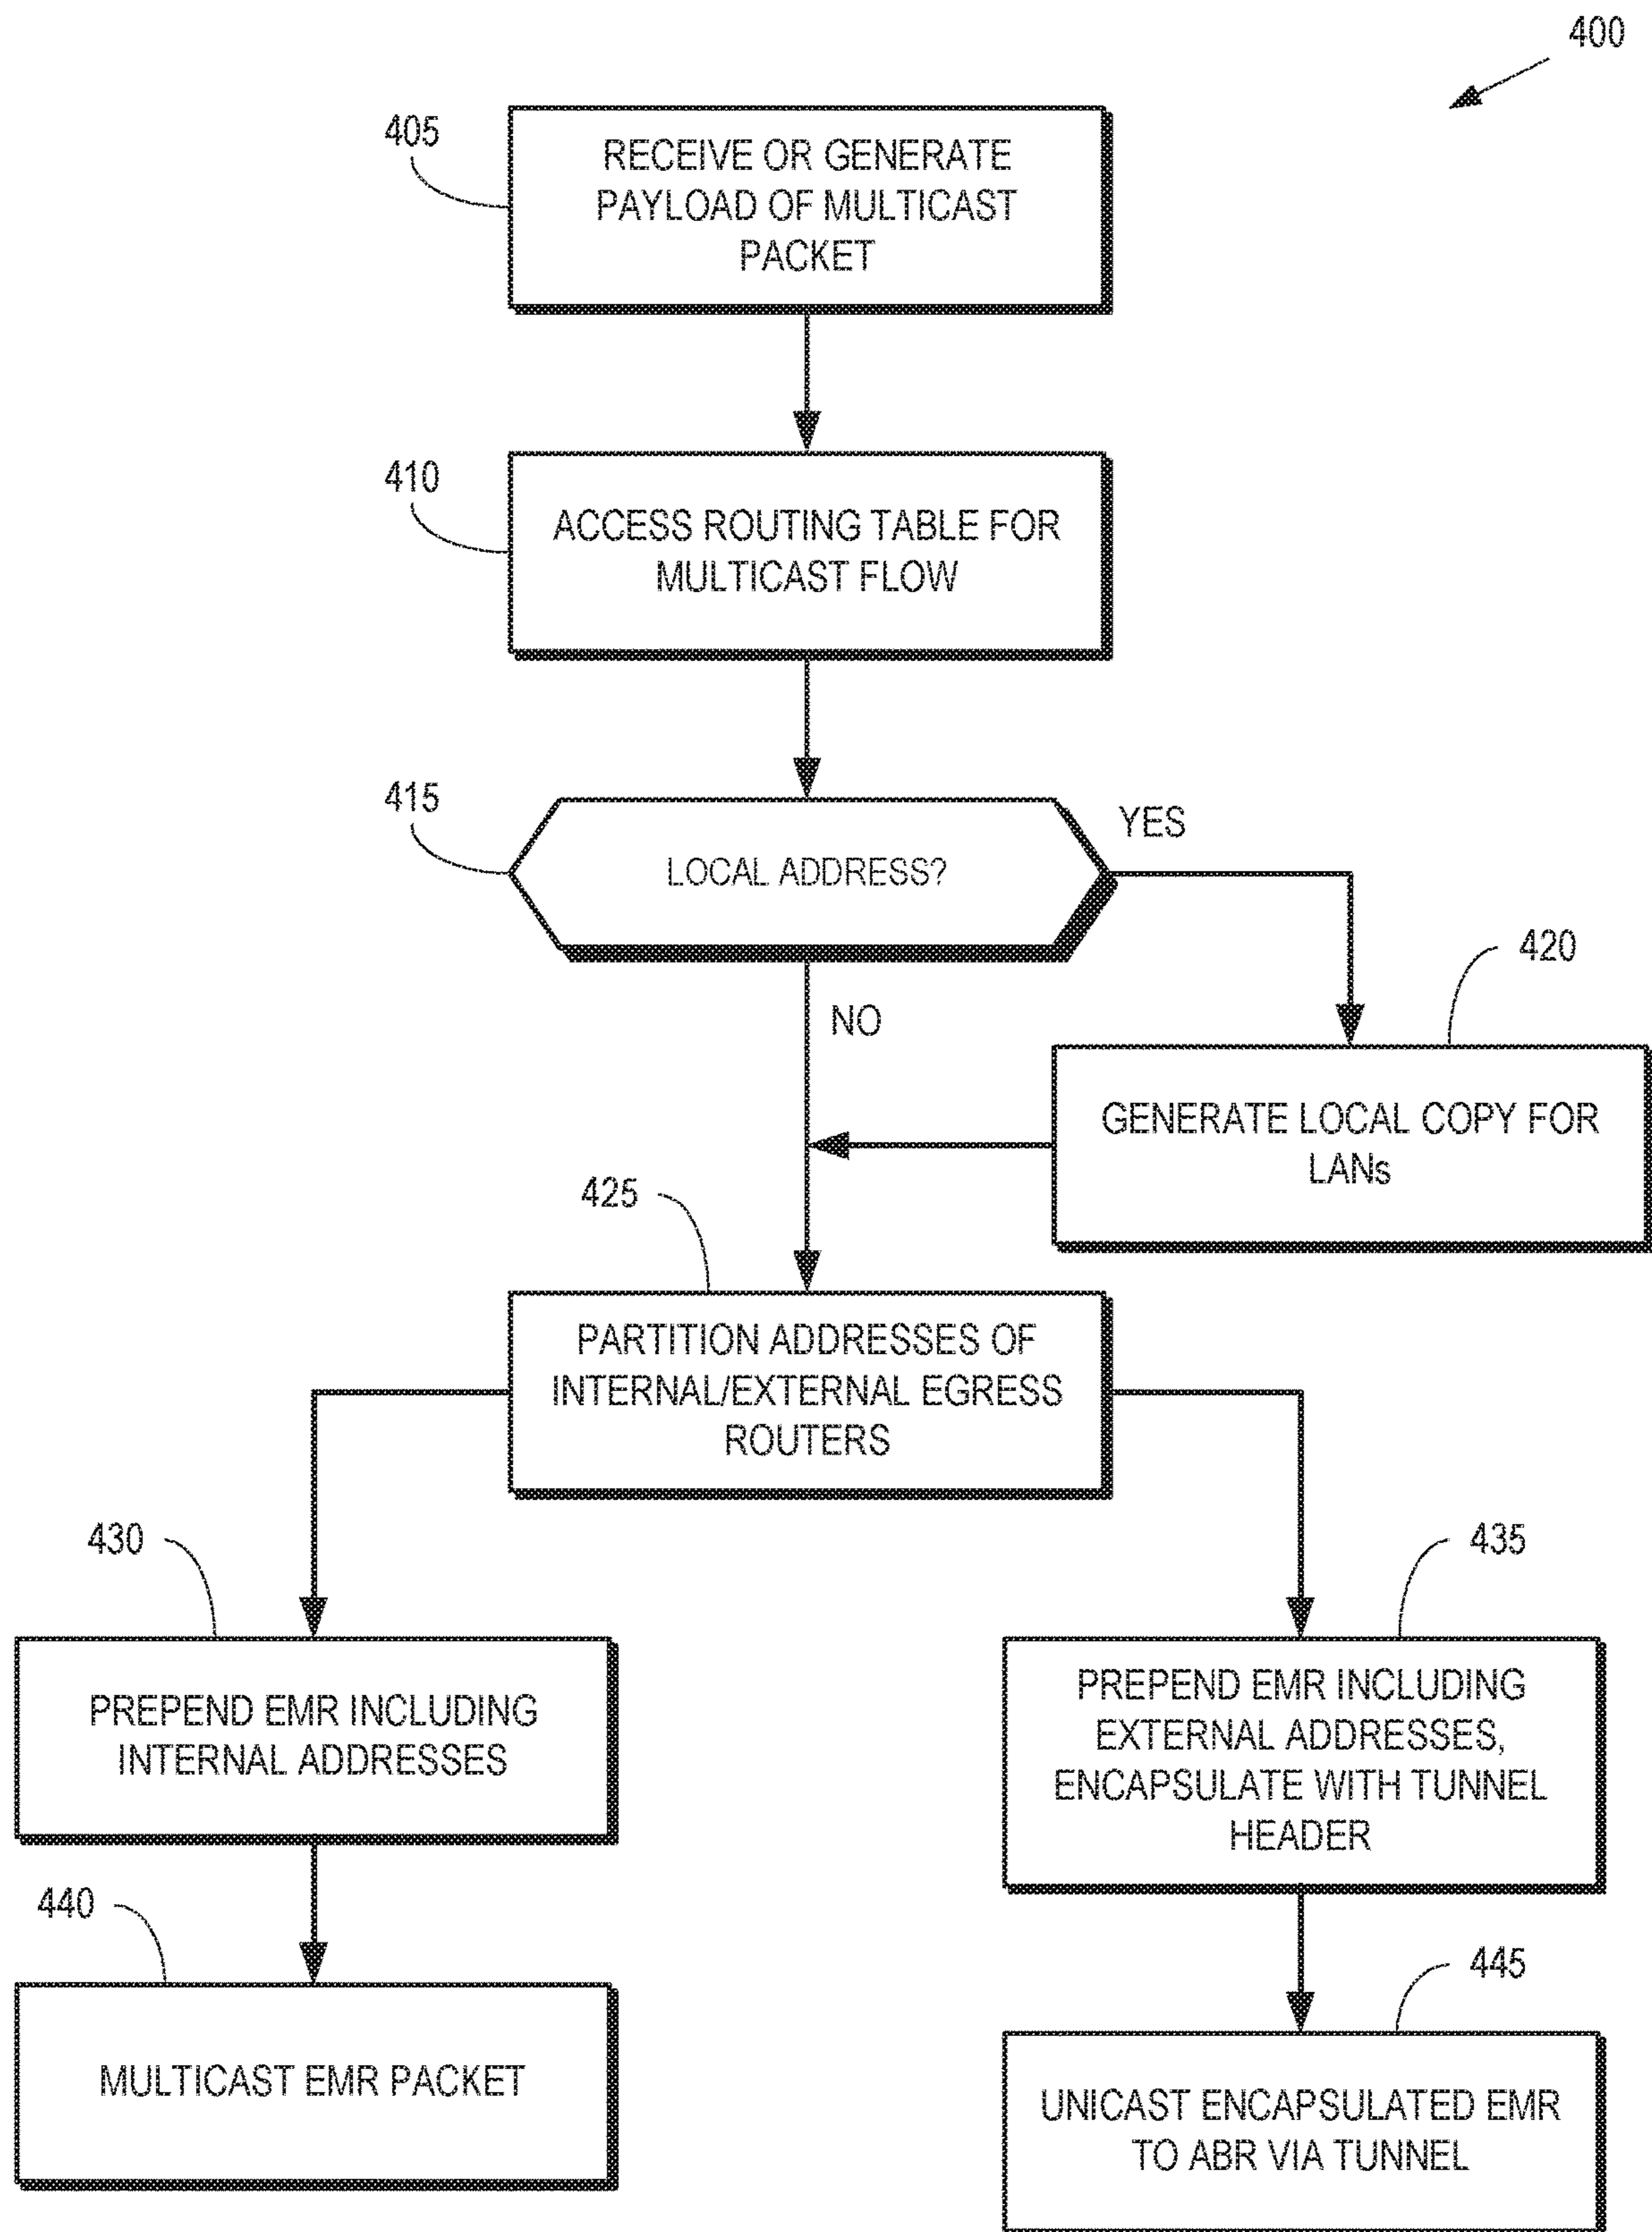 400
405
RECEIVE OR GENERATE
PAYLOAD OF MULTICAST
PACKET
410
ACCESS ROUTING TABLE FOR
MULTICAST FLOW
415
LOCAL ADDRESS?
YES
NO
420
GENERATE LOCAL COPY FOR
LANs
425
PARTITION ADDRESSES OF
INTERNAL/EXTERNAL EGRESS
ROUTERS
430
PREPEND EMR INCLUDING
INTERNAL ADDRESSES
435
PREPEND EMR INCLUDING
EXTERNAL ADDRESSES,
ENCAPSULATE WITH TUNNEL
HEADER
440
MULTICAST EMR PACKET
445
UNICAST ENCAPSULATED EMR
TO ABR VIA TUNNEL